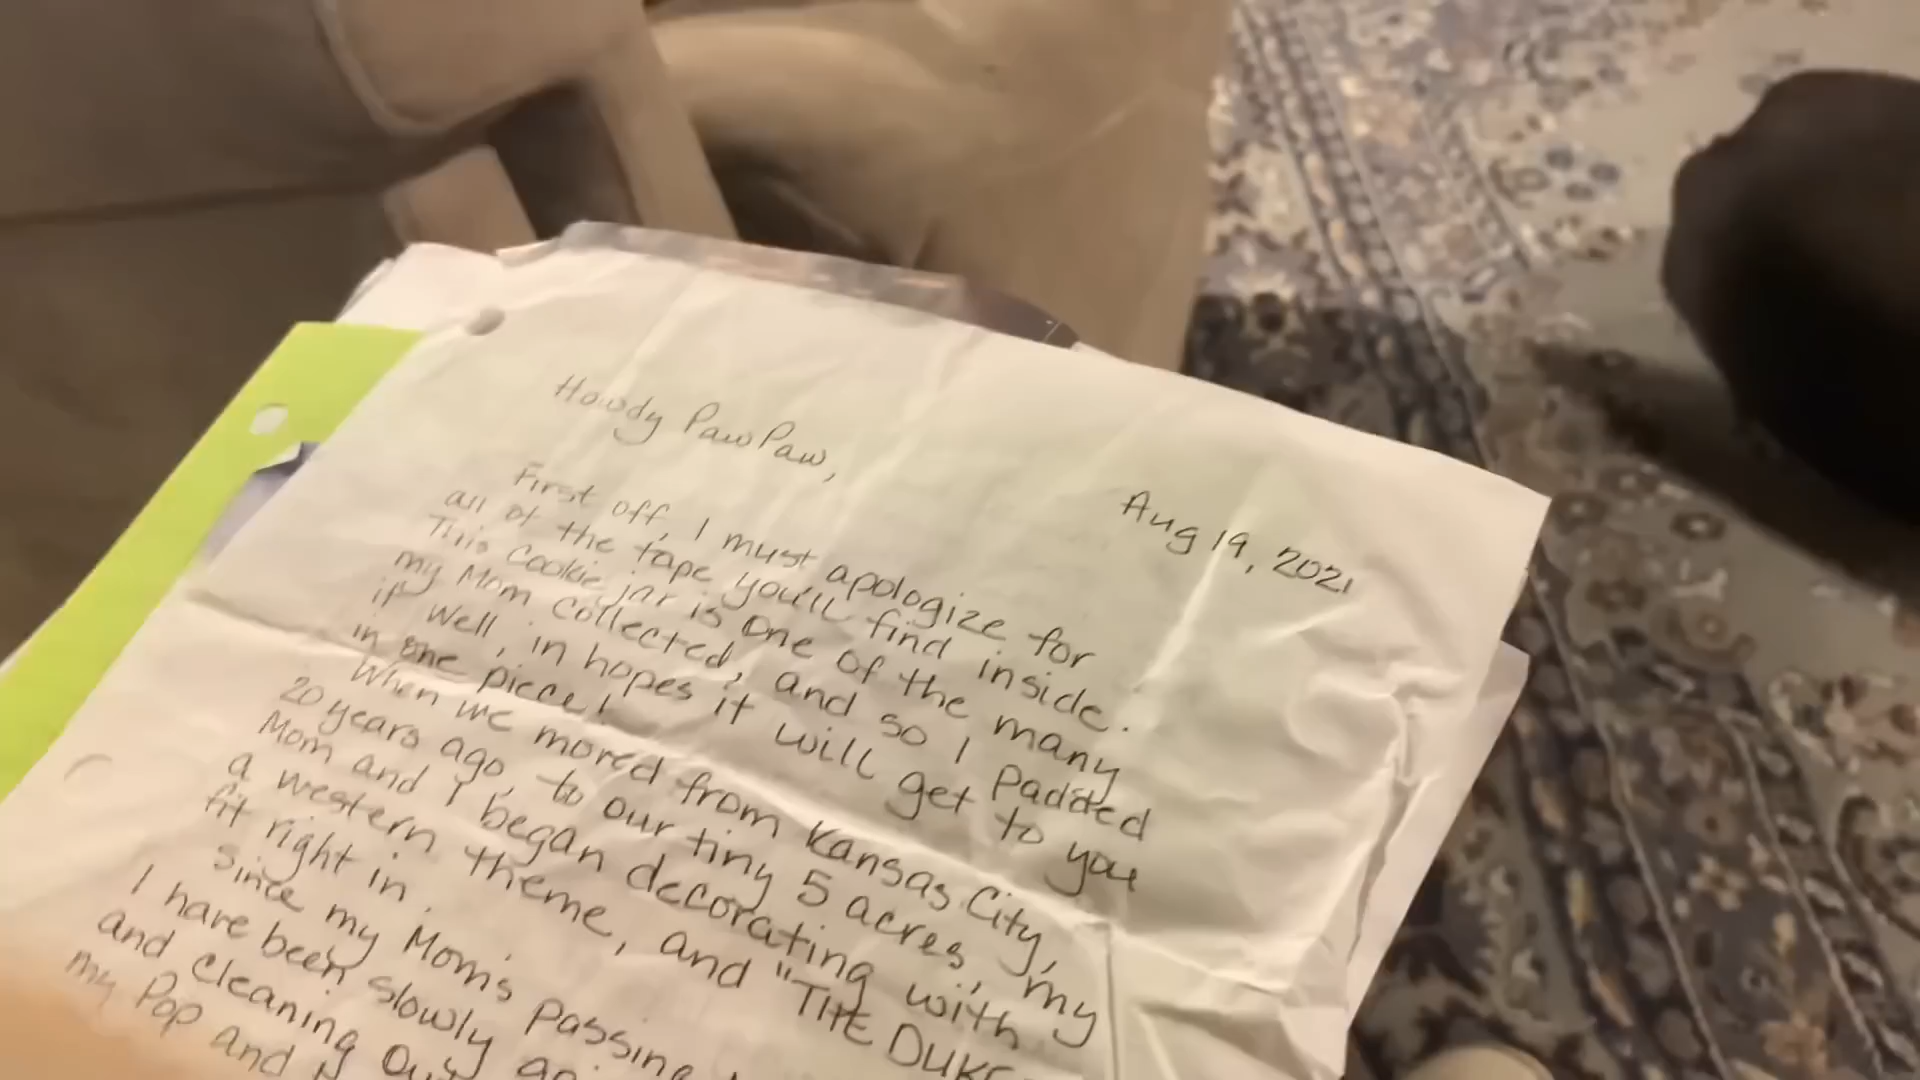 Howdy PawPaw,
Aug 19, 2021
First off, I must apologize for
all of the tape you'll find inside.
This cookie jar is one of the many
my Mom collected, and so I padded
it well, in hopes it will get to you
in one piece!
When we moved from Kansas City,
20 years ago, to our tiny 5 acres, my
Mom and I began decorating with
a western theme, and "THE DUKE
fit right in.
Since my Mom's passing
I have been slowly
and cleaning
my Pop and